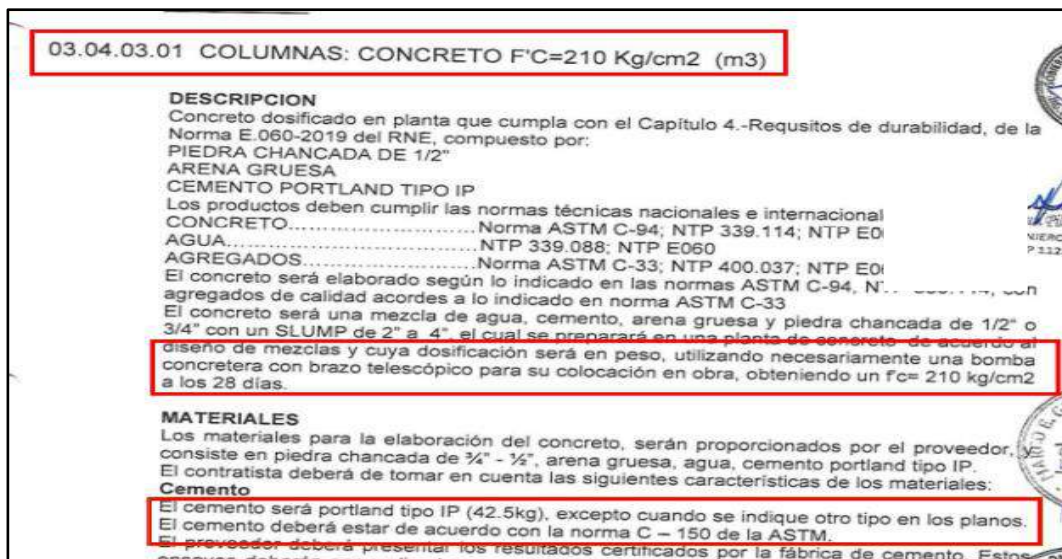 03.04.03.01 COLUMNAS: CONCRETO F'C=210 Kg/cm2 (m3)
DESCRIPCION
Concreto dosificado en planta que cumpla con el Capítulo 4.-Requsitos de durabilidad, de la
Norma E.060-2019 del RNE, compuesto por:
PIEDRA CHANCADA DE 1/2"
ARENA GRUESA
CEMENTO PORTLAND TIPO IP
Los productos deben cumplir las normas técnicas nacionales e internacional
CONCRETO..............................Norma ASTM C-94; NTP 339.114; NTP E0
AGUA........................................NTP 339.088; NTP E060
AGREGADOS..........................Norma ASTM C-33; NTP 400.037; NTP E0
El concreto será elaborado según lo indicado en las normas ASTM C-94,
agregados de calidad acordes a lo indicado en norma ASTM C-33
El concreto será una mezcla de agua, cemento, arena gruesa y piedra chancada de 1/2" o
3/4" con un SLUMP de 2" a 4", el cual se preparará en una planta de concreto de acuerdo al
diseño de mezclas y cuya dosificación será en peso, utilizando necesariamente una bomba
concretera con brazo telescópico para su colocación en obra, obteniendo un f'c= 210 kg/cm2
a los 28 días.
MATERIALES
Los materiales para la elaboración del concreto, serán proporcionados por el proveedor, y
consiste en piedra chancada de ¾" - ½", arena gruesa, agua, cemento portland tipo IP.
El contratista deberá de tomar en cuenta las siguientes características de los materiales:
Cemento
El cemento será portland tipo IP (42.5kg), excepto cuando se indique otro tipo en los planos.
El cemento deberá estar de acuerdo con la norma C – 150 de la ASTM.
El proveedor deberá presentar los resultados certificados por la fábrica de cemento. Estos